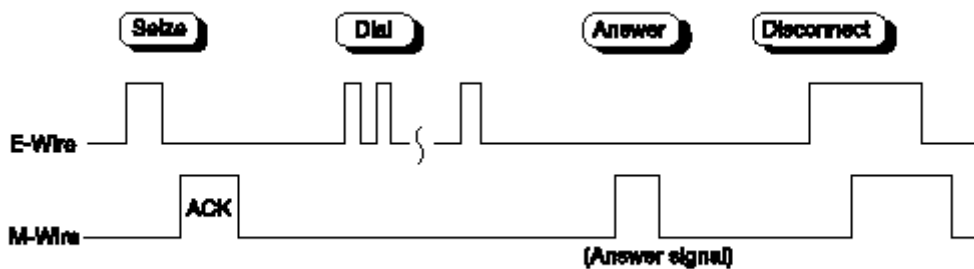 Seize Dial Answer Disconnect
E-Wire
ACK
M-Wire
(Answer signal)